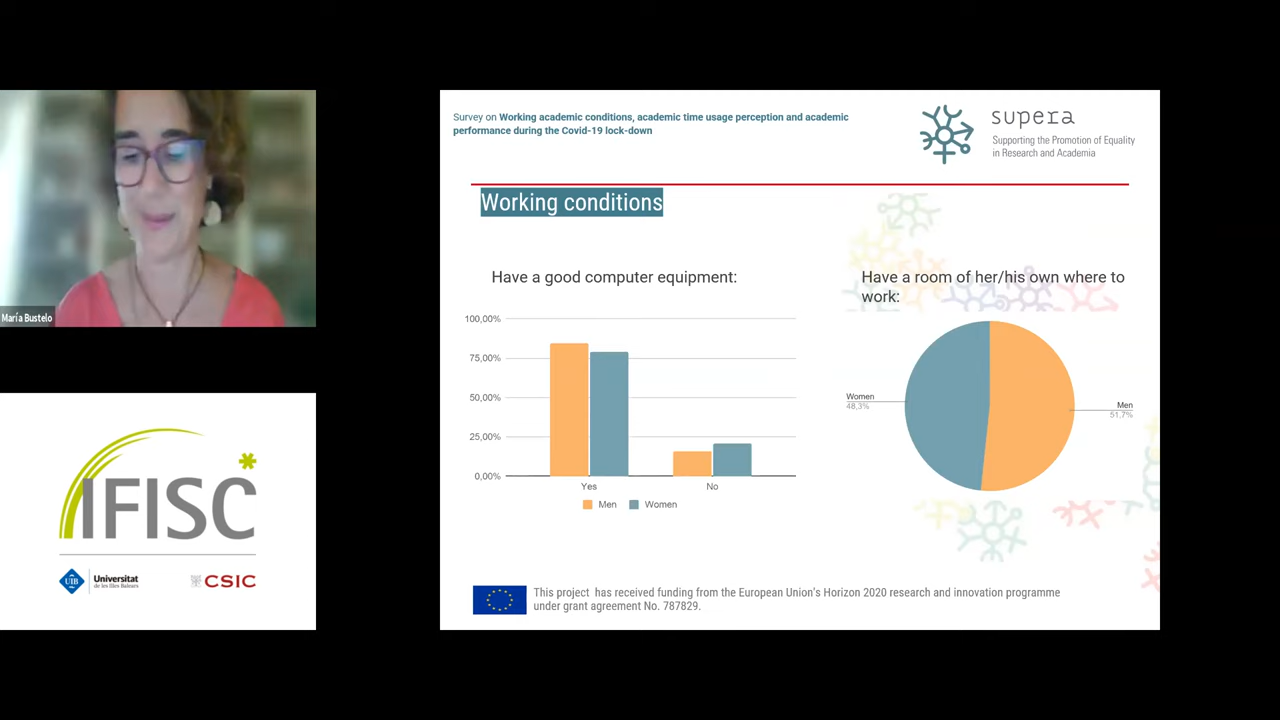 María Bustelo
IFISC
UIB
Universitat
de les Illes Balears
CSIC
Survey on Working academic conditions, academic time usage perception and academic
performance during the Covid-19 lock-down
supera
Supporting the Promotion of Equality
in Research and Academia
Working conditions
Have a good computer equipment:
100,00%
75,00%
50,00%
25,00%
0,00%
Yes
No
Men
Women
Have a room of her/his own where to
work:
Women
48,3%
Men
51,7%
This project has received funding from the European Union's Horizon 2020 research and innovation programme
under grant agreement No. 787829.